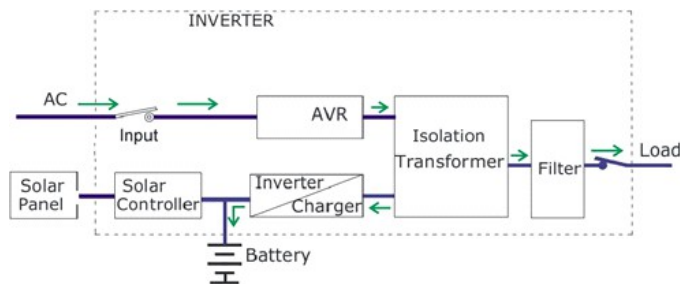 INVERTER
AC
Input
AVR
Isolation
Transformer
Filter
Load
Solar
Panel
Solar
Controller
Inverter
Charger
Battery